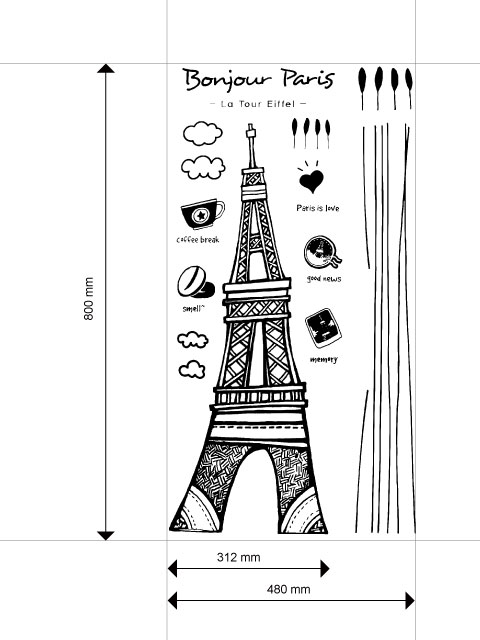 Bonjour Paris
– La Tour Eiffel –
coffee break
Paris is love
good news
smell~
memory
800 mm
312 mm
480 mm